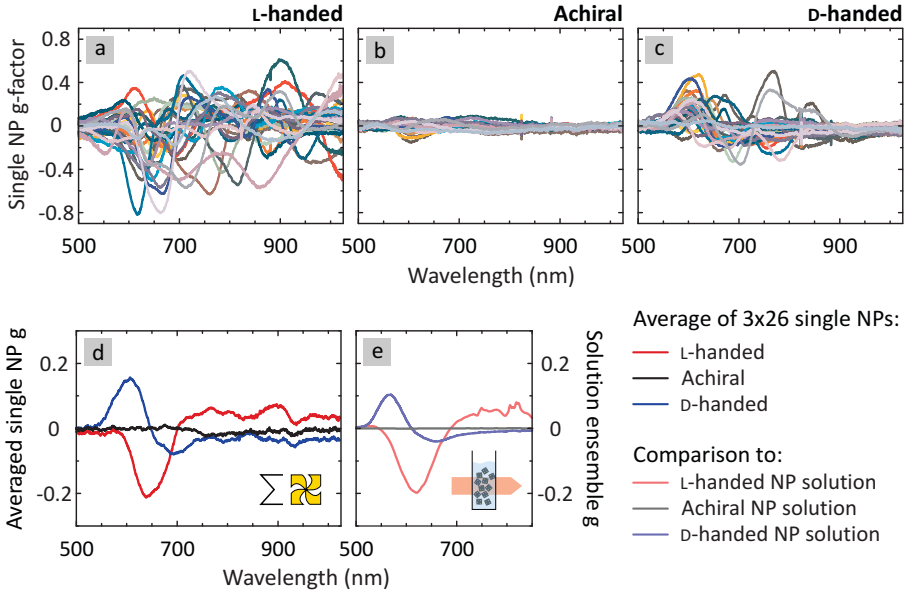 L-handed
Achiral
D-handed
0.8
0.4
0
-0.4
-0.8
Single NP g-factor
a
b
c
500
700
900
500
700
900
500
700
900
Wavelength (nm)
Averaged single NP g
0.2
0
-0.2
d
e
0.2
0
-0.2
Solution ensemble g
∑
500
700
900
500
700
Wavelength (nm)
Average of 3x26 single NPs:
L-handed
Achiral
D-handed
Comparison to:
L-handed NP solution
Achiral NP solution
D-handed NP solution